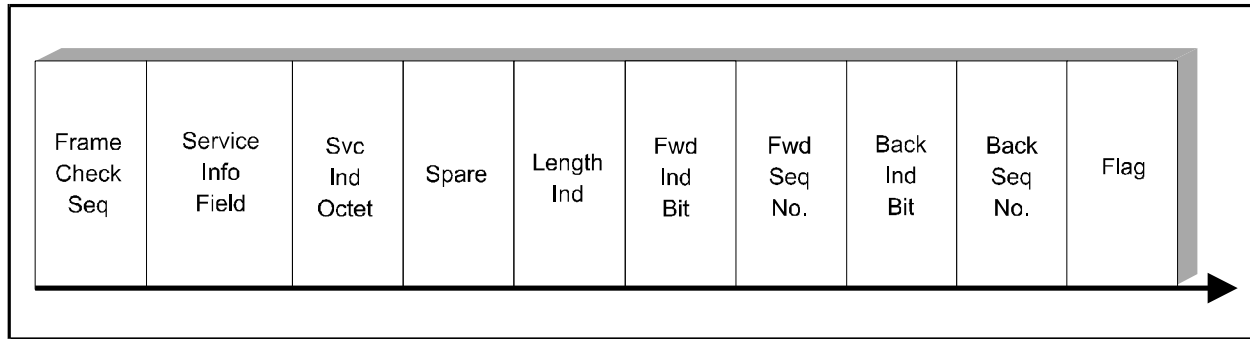 Frame
Check
Seq
Service
Info
Field
Svc
Ind
Octet
Spare
Length
Ind
Fwd
Ind
Bit
Fwd
Seq
No.
Back
Ind
Bit
Back
Seq
No.
Flag